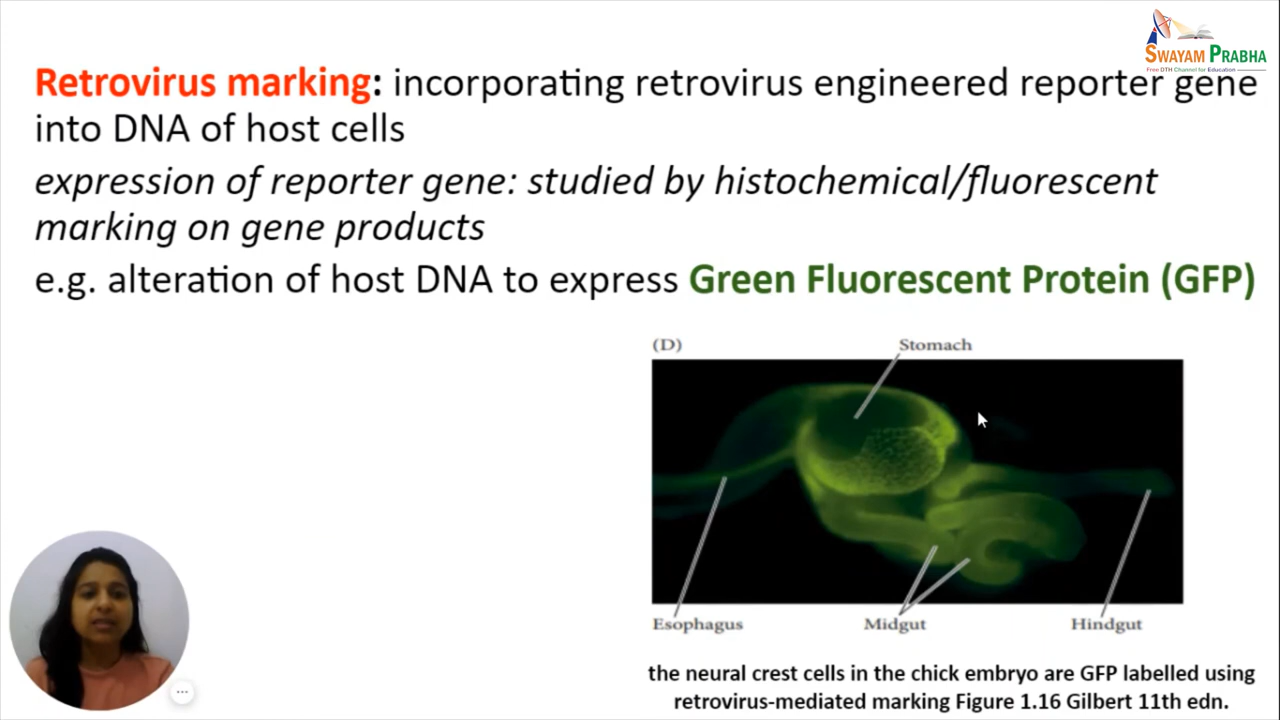 SWAYAM PRABHA
Free DTH Channel for Education
Retrovirus marking: incorporating retrovirus engineered reporter gene
into DNA of host cells
expression of reporter gene: studied by histochemical/fluorescent
marking on gene products
e.g. alteration of host DNA to express Green Fluorescent Protein (GFP)
(D)
Stomach
Esophagus
Midgut
Hindgut
the neural crest cells in the chick embryo are GFP labelled using
retrovirus-mediated marking Figure 1.16 Gilbert 11th edn.